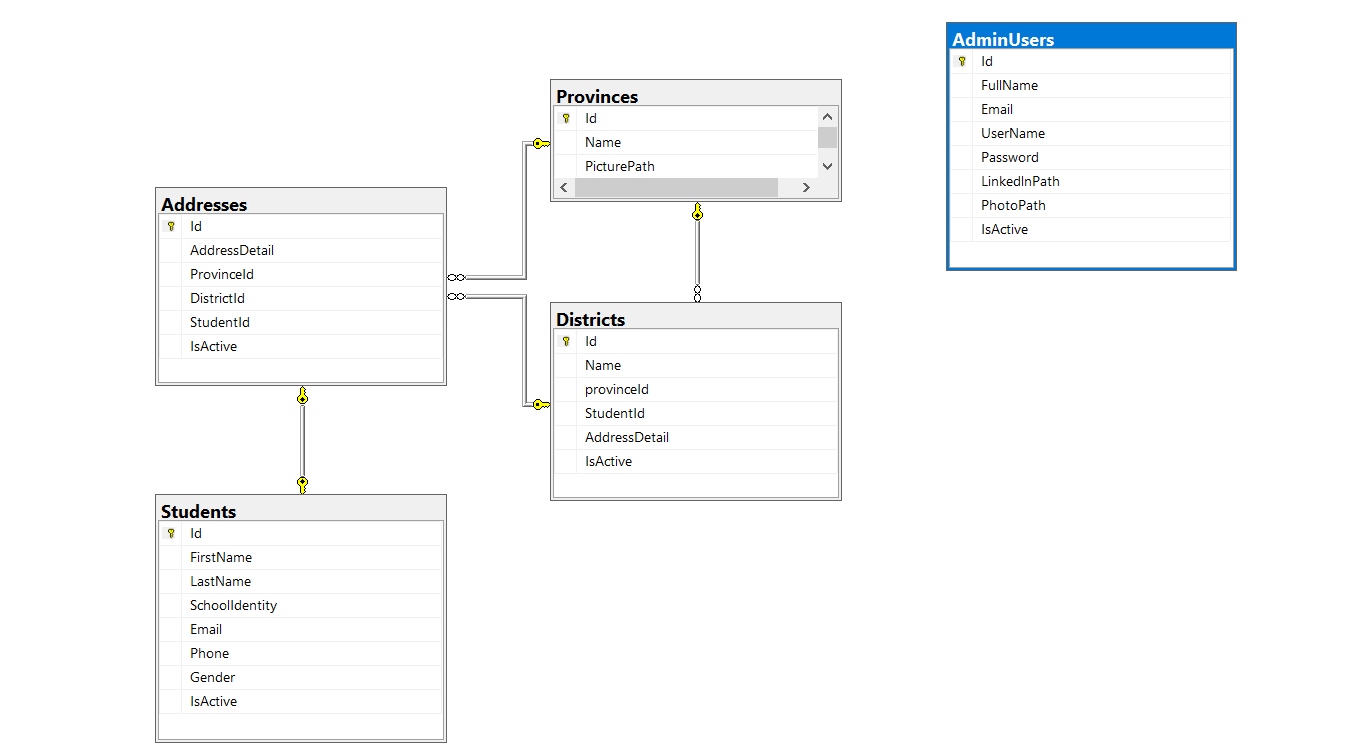 AdminUsers
Id
FullName
Email
UserName
Password
LinkedInPath
PhotoPath
IsActive
Provinces
Id
Name
PicturePath
Addresses
Id
AddressDetail
ProvinceId
DistrictId
StudentId
IsActive
Districts
Id
Name
provinceId
StudentId
AddressDetail
IsActive
Students
Id
FirstName
LastName
SchoolIdentity
Email
Phone
Gender
IsActive